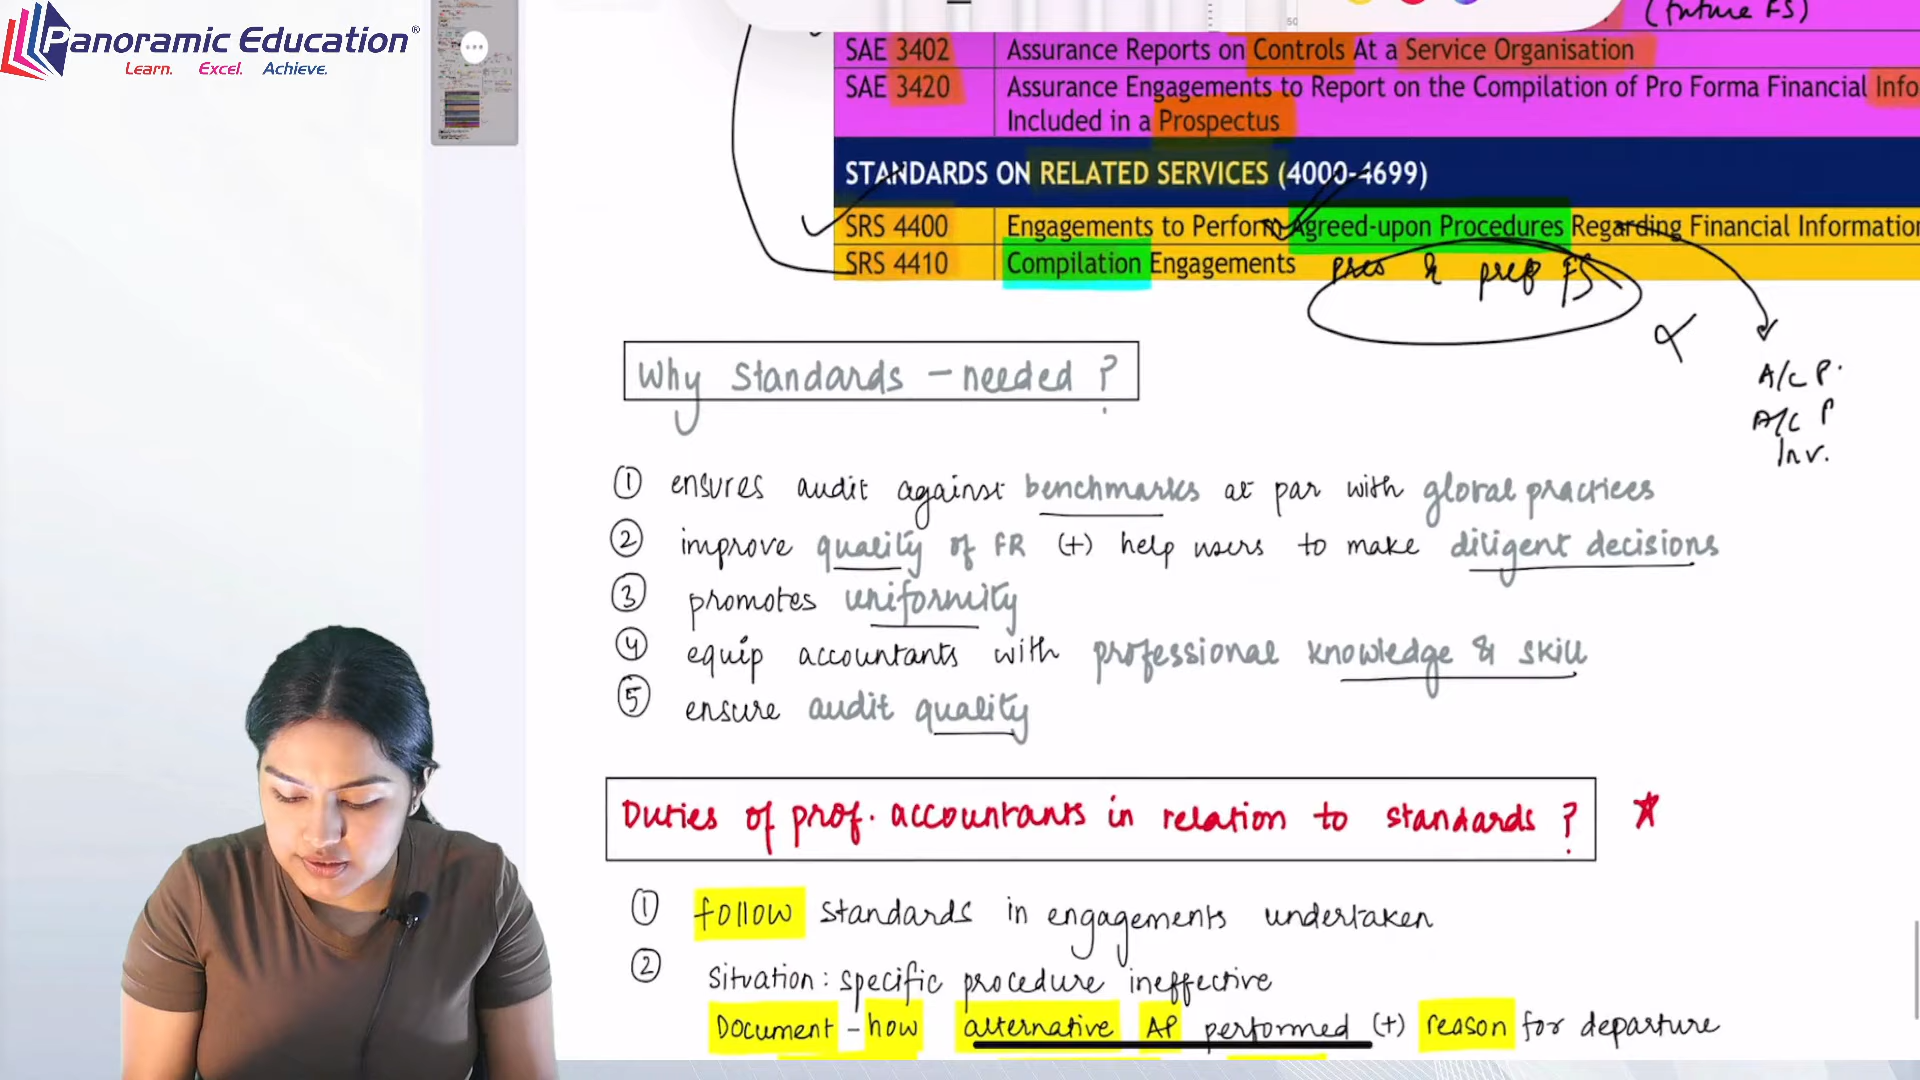 Panoramic Education®
Learn. Excel. Achieve.
50
(future FS)
SAE 3402 Assurance Reports on Controls At a Service Organisation
SAE 3420 Assurance Engagements to Report on the Compilation of Pro Forma Financial Info
Included in a Prospectus
STANDARDS ON RELATED SERVICES (4000-4699)
SRS 4400 Engagements to Perform Agreed-upon Procedures Regarding Financial Information
SRS 4410 Compilation Engagements pres & prep FS
A/C P.
A/C P
Inv.
Why Standards - needed ?
① ensures audit against benchmarks at par with global practices
② improve quality of FR (+) help users to make diligent decisions
③ promotes uniformity
④ equip accountants with professional knowledge & skill
⑤ ensure audit quality
Duties of prof. accountants in relation to standards ?
① follow standards in engagements undertaken
② Situation : specific procedure ineffective
Document - how alternative AP performed (+) reason for departure